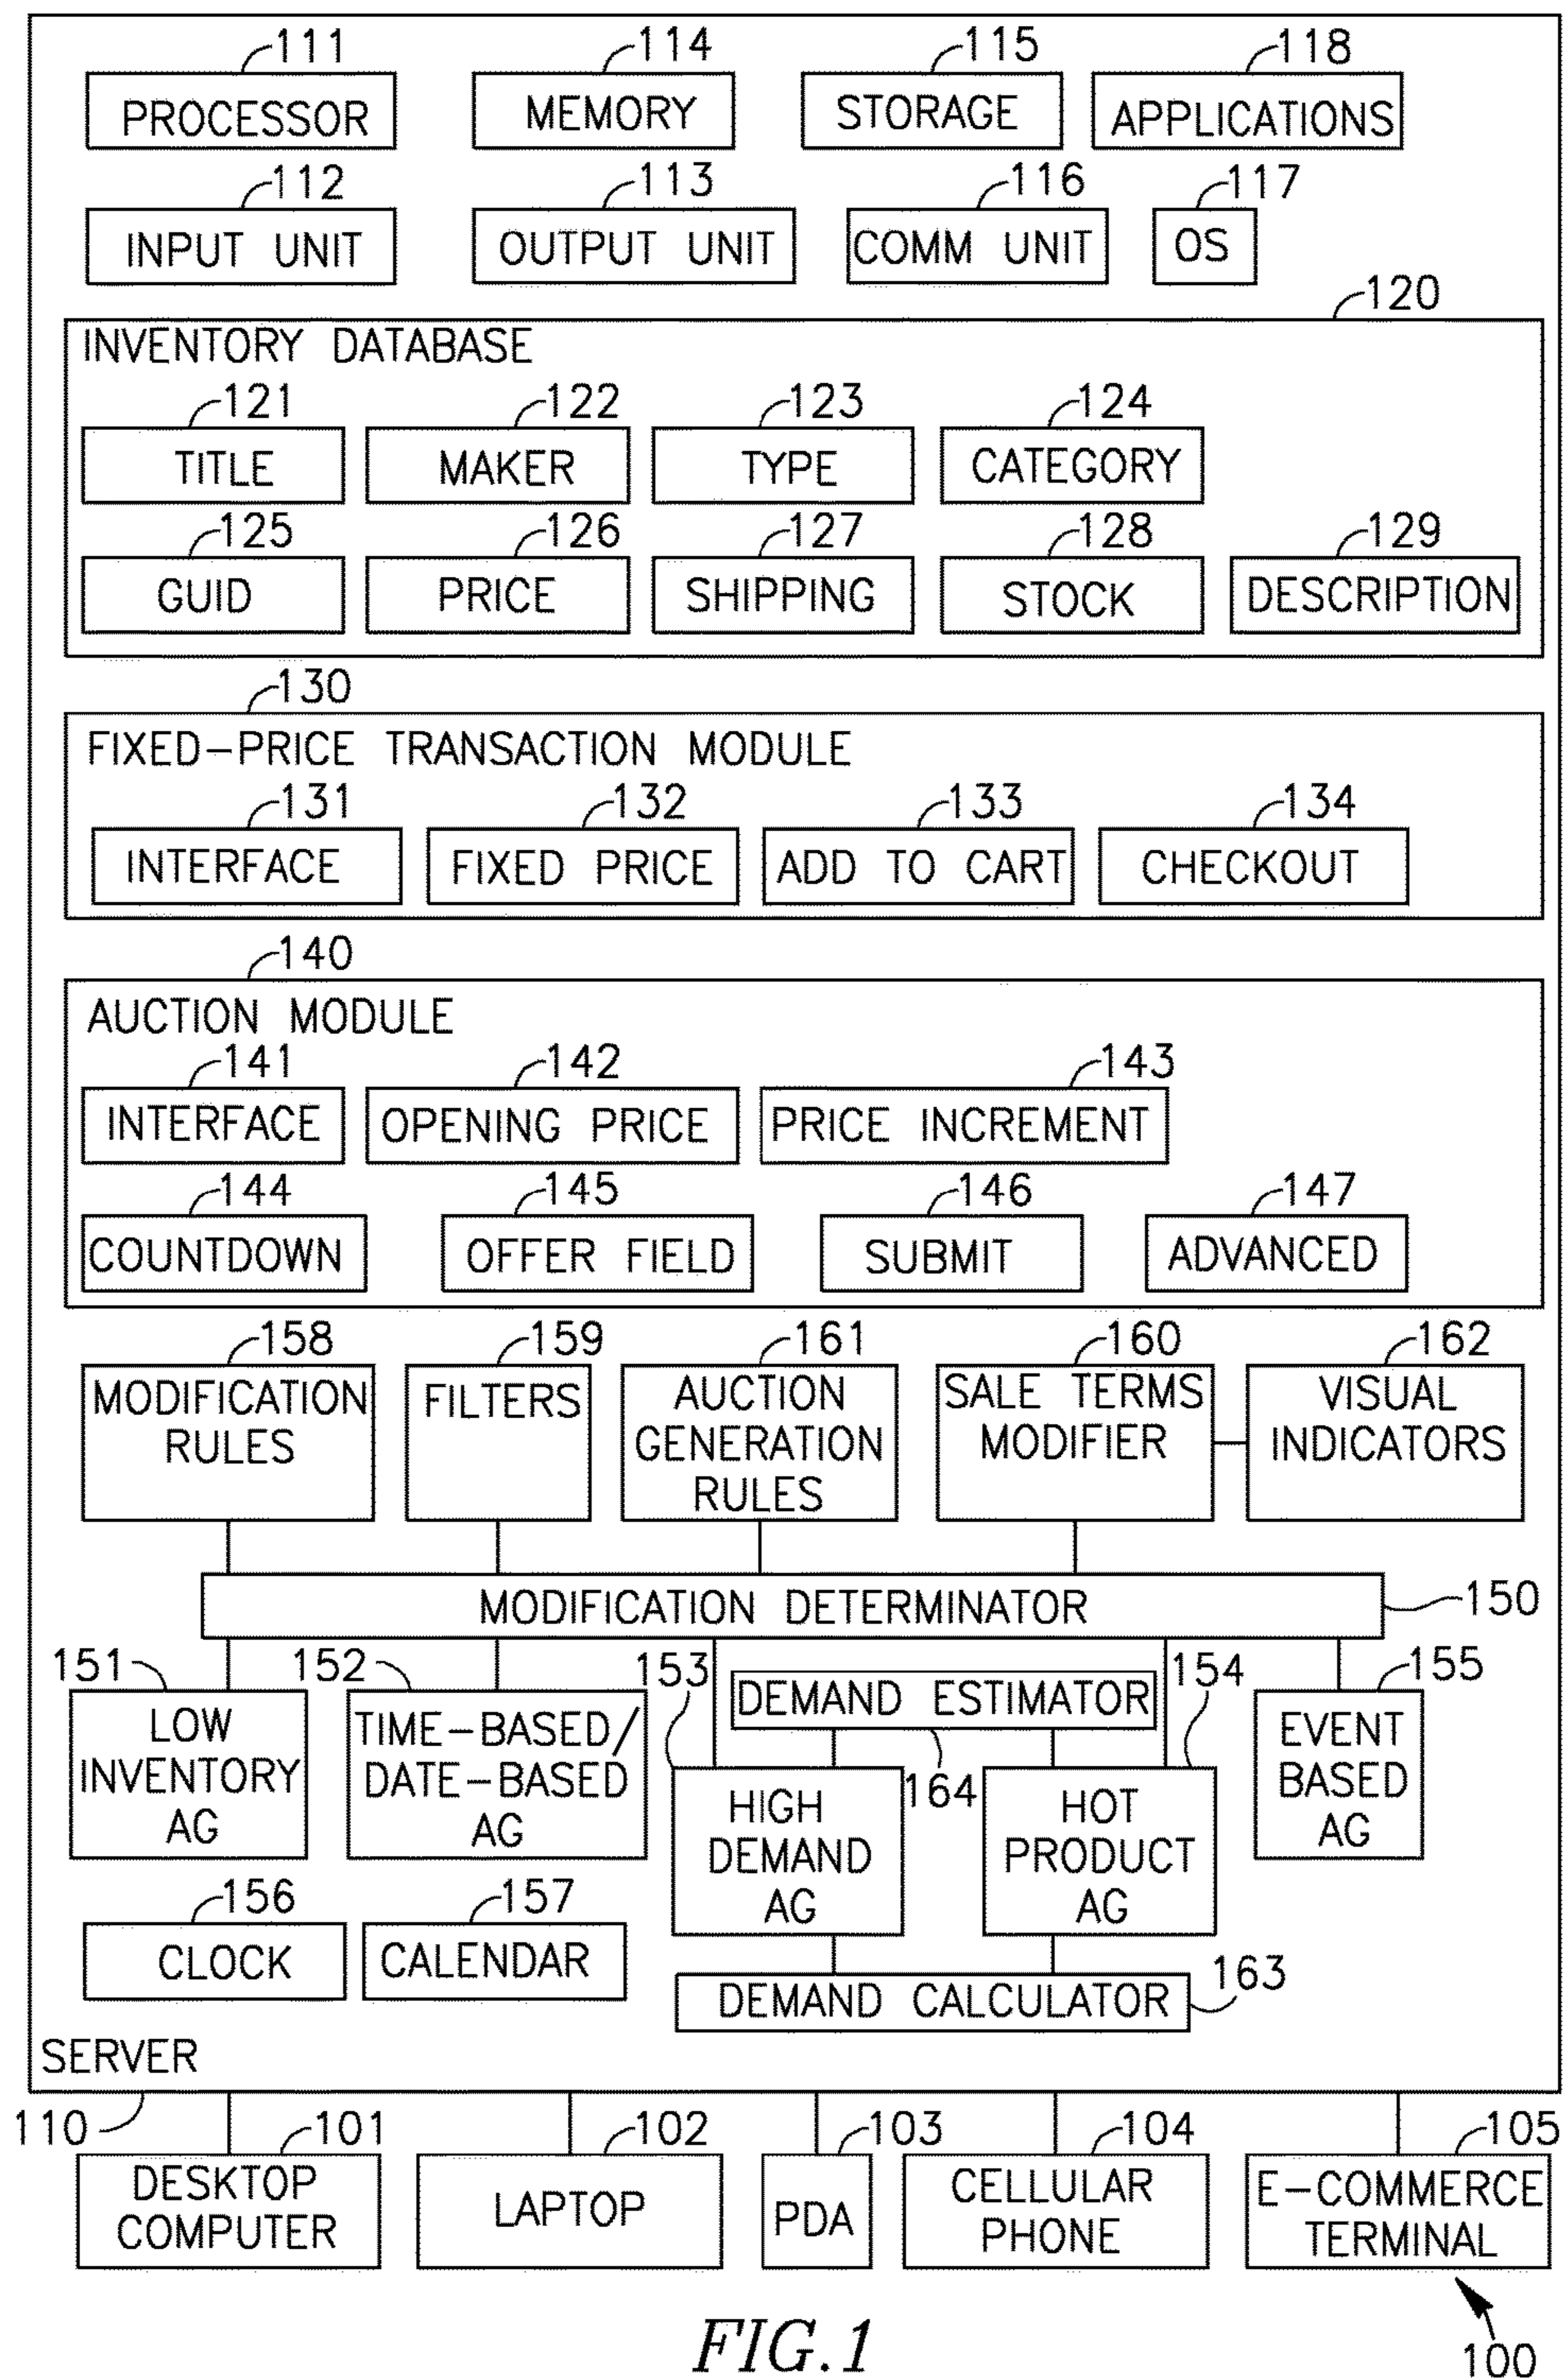 111 114 115 118
PROCESSOR MEMORY STORAGE APPLICATIONS
112 113 116 117
INPUT UNIT OUTPUT UNIT COMM UNIT OS
120
INVENTORY DATABASE
121 122 123 124
TITLE MAKER TYPE CATEGORY
125 126 127 128 129
GUID PRICE SHIPPING STOCK DESCRIPTION
130
FIXED-PRICE TRANSACTION MODULE
131 132 133 134
INTERFACE FIXED PRICE ADD TO CART CHECKOUT
140
AUCTION MODULE
141 142 143
INTERFACE OPENING PRICE PRICE INCREMENT
144 145 146 147
COUNTDOWN OFFER FIELD SUBMIT ADVANCED
158 159 161 160 162
MODIFICATION
RULES
FILTERS
AUCTION
GENERATION
RULES
SALE TERMS
MODIFIER
VISUAL
INDICATORS
MODIFICATION DETERMINATOR 150
151 152 153 154 155
LOW
INVENTORY
AG
TIME-BASED/
DATE-BASED
AG
DEMAND ESTIMATOR
164
HIGH
DEMAND
AG
HOT
PRODUCT
AG
EVENT
BASED
AG
156 157
CLOCK CALENDAR
163
DEMAND CALCULATOR
SERVER
110 101 102 103 104 105
DESKTOP
COMPUTER
LAPTOP
PDA
CELLULAR
PHONE
E-COMMERCE
TERMINAL
FIG.1
100